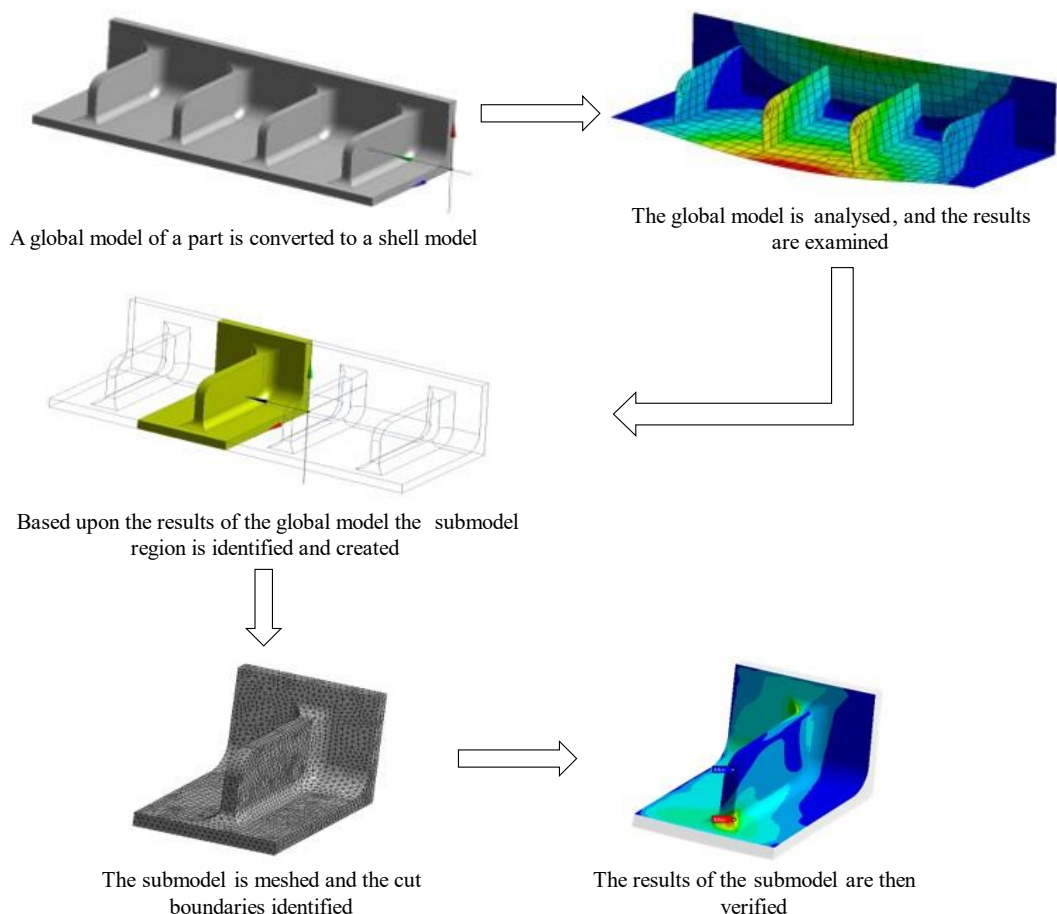 A global model of a part is converted to a shell model
The global model is analysed, and the results
are examined
Based upon the results of the global model the submodel
region is identified and created
The submodel is meshed and the cut
boundaries identified
The results of the submodel are then
verified